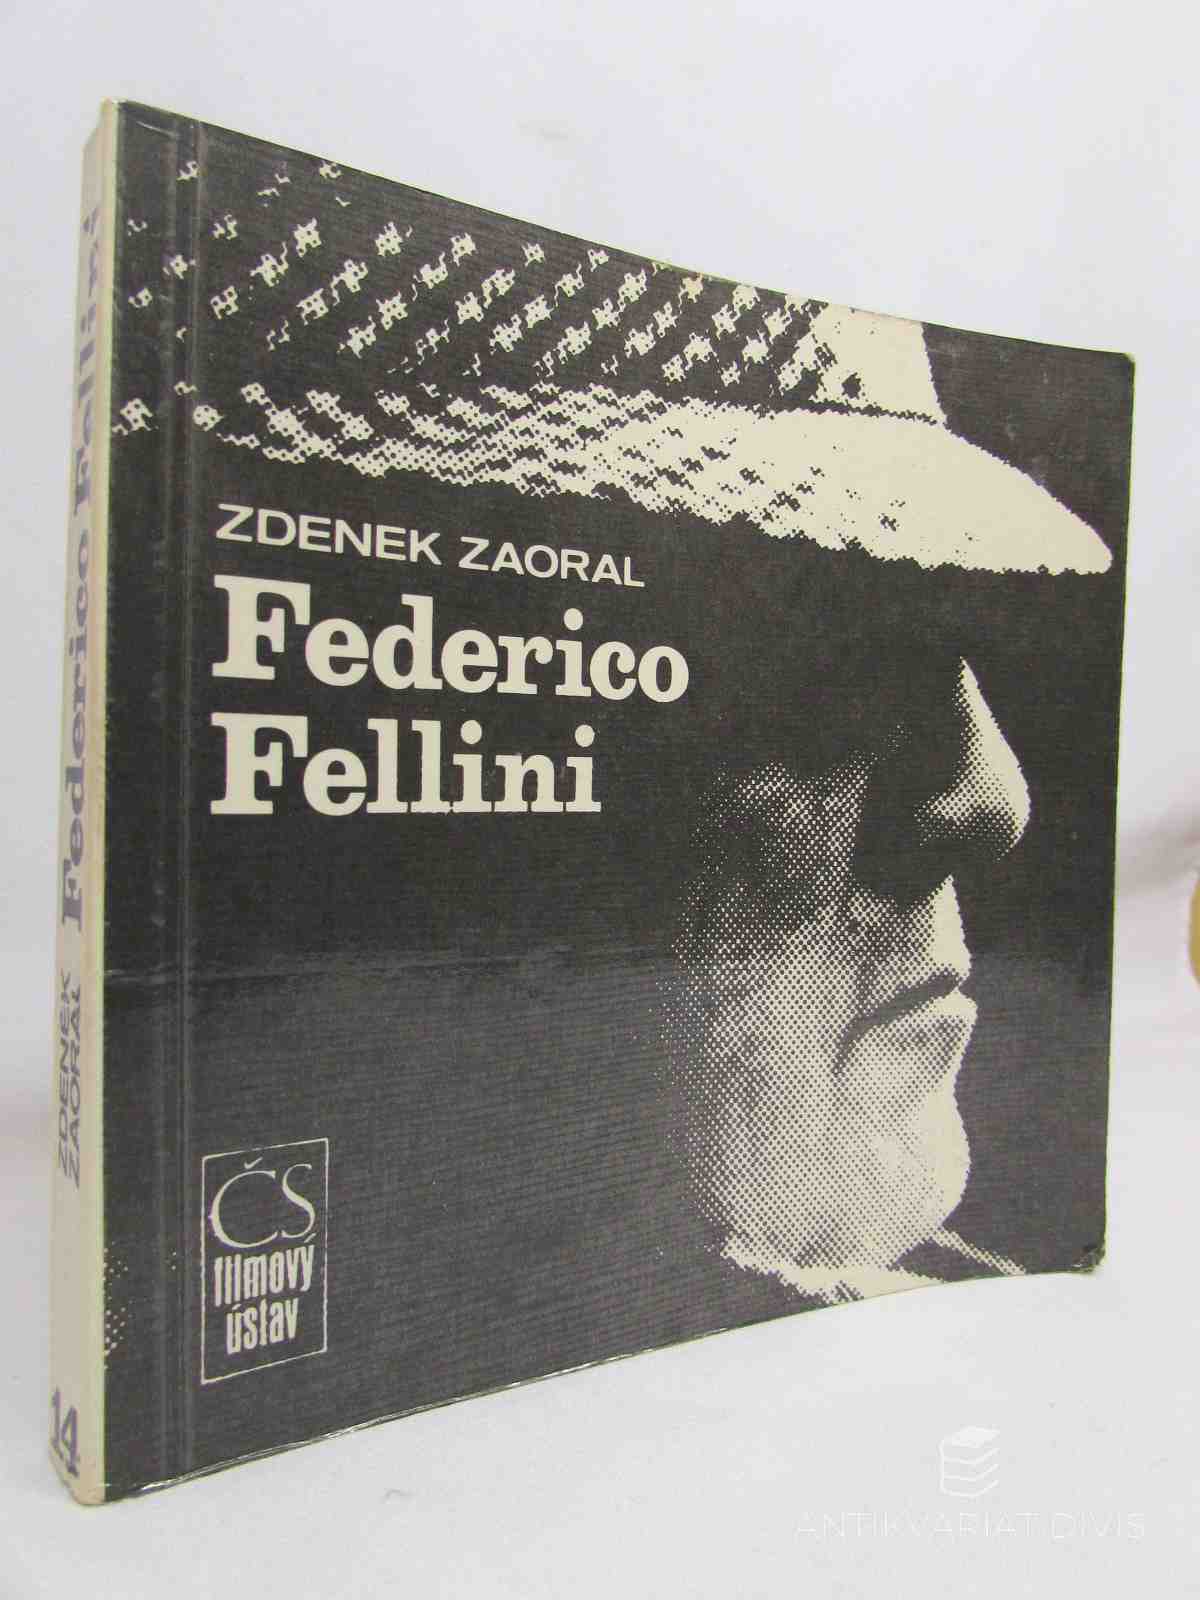 ZDENEK ZAORAL
Federico
Fellini
ČS
filmový
ústav
ZDENEK
ZAORAL
Federico Fellini
14
ANTIKVARIAT DIVIS